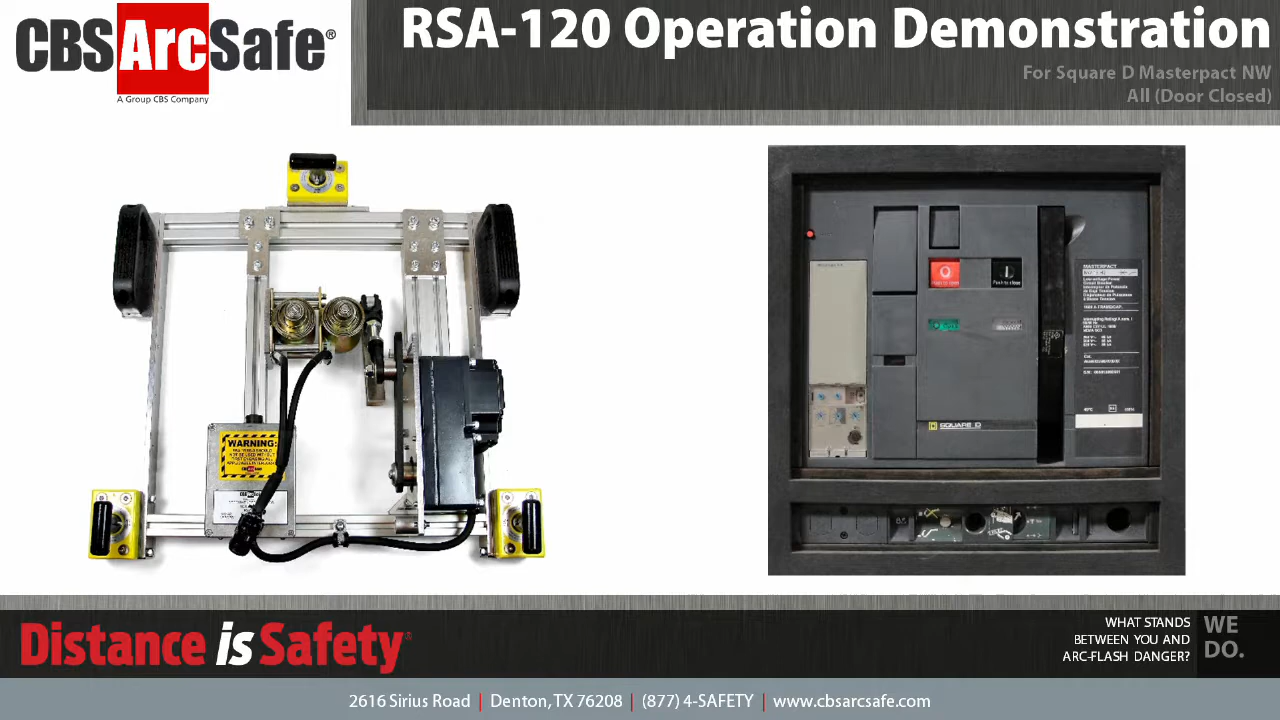 CBSArcSafe®
A Group CBS Company
RSA-120 Operation Demonstration
For Square D Masterpact NW
All (Door Closed)
WARNING:
CBSArcSafe
MASTERPACT
SQUARE D
Distance is Safety®
WHAT STANDS
BETWEEN YOU AND
ARC-FLASH DANGER?
WE
DO.
2616 Sirius Road | Denton, TX 76208 | (877) 4-SAFETY | www.cbsarcsafe.com